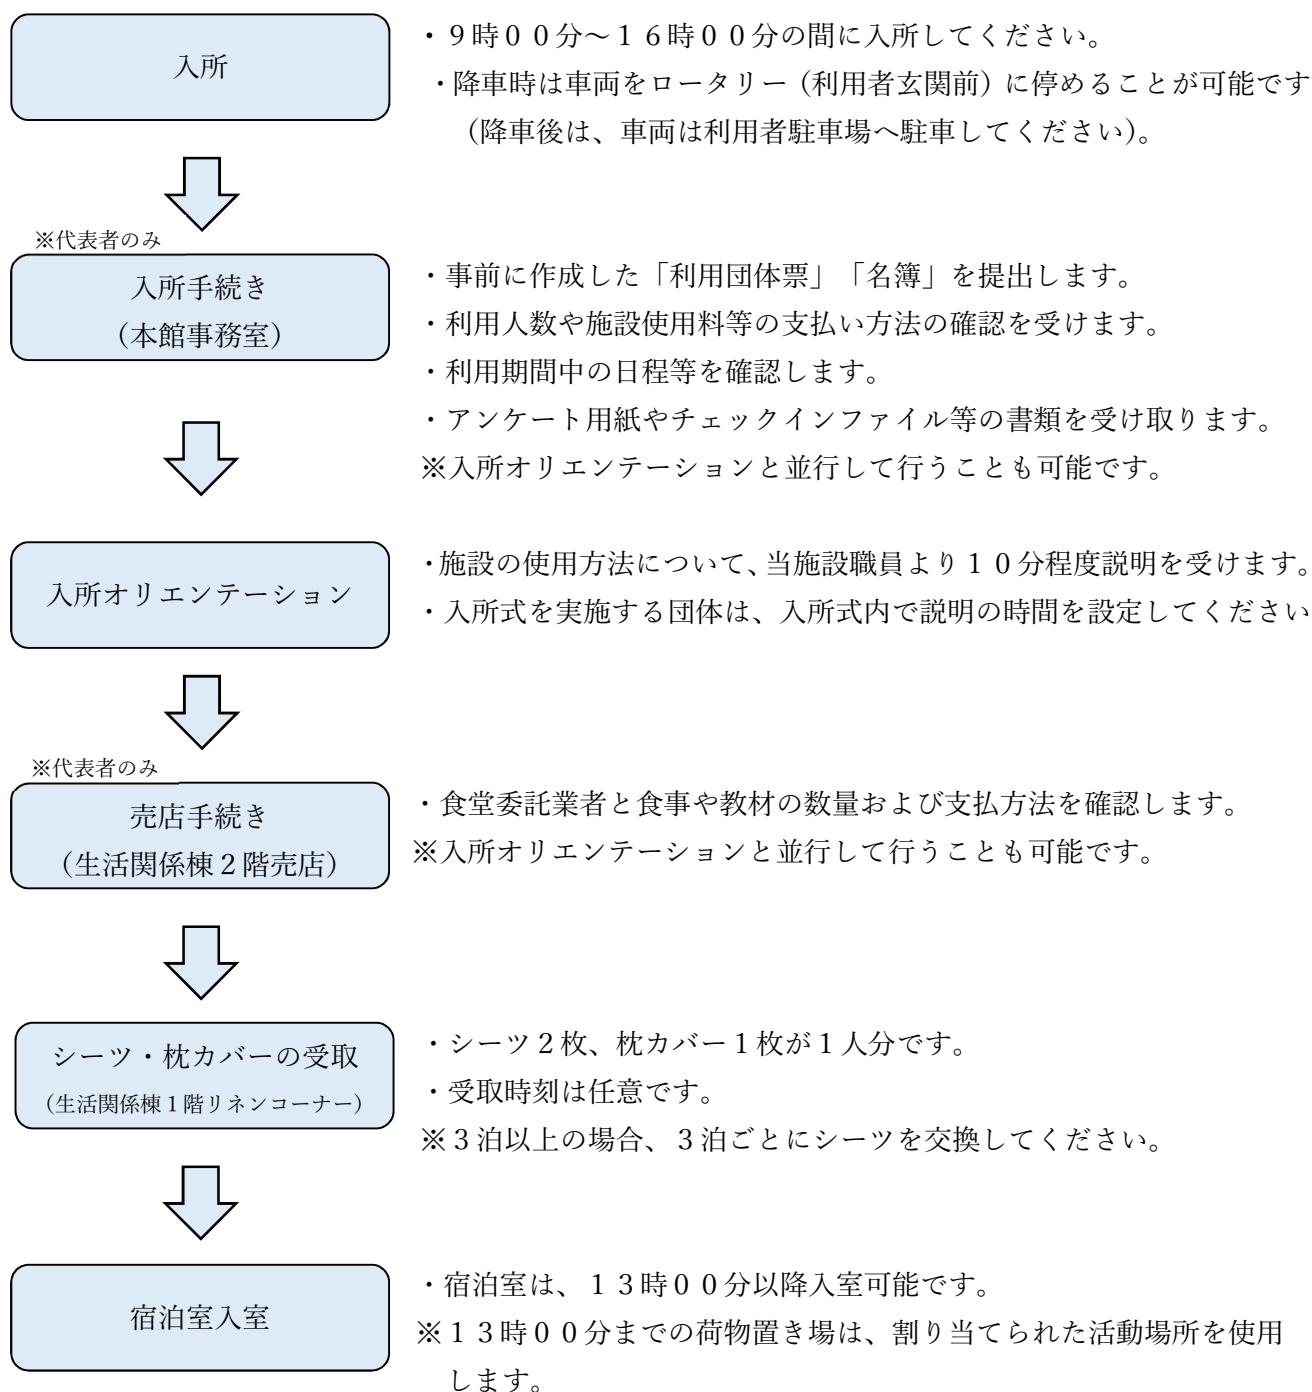 入所
・９時００分～１６時００分の間に入所してください。
・降車時は車両をロータリー（利用者玄関前）に停めることが可能です
（降車後は、車両は利用者駐車場へ駐車してください）。
※代表者のみ
入所手続き
（本館事務室）
・事前に作成した「利用団体票」「名簿」を提出します。
・利用人数や施設使用料等の支払い方法の確認を受けます。
・利用期間中の日程等を確認します。
・アンケート用紙やチェックインファイル等の書類を受け取ります。
※入所オリエンテーションと並行して行うことも可能です。
入所オリエンテーション
・施設の使用方法について、当施設職員より１０分程度説明を受けます。
・入所式を実施する団体は、入所式内で説明の時間を設定してください
※代表者のみ
売店手続き
（生活関係棟２階売店）
・食堂委託業者と食事や教材の数量および支払方法を確認します。
※入所オリエンテーションと並行して行うことも可能です。
シーツ・枕カバーの受取
（生活関係棟１階リネンコーナー）
・シーツ２枚、枕カバー１枚が１人分です。
・受取時刻は任意です。
※３泊以上の場合、３泊ごとにシーツを交換してください。
宿泊室入室
・宿泊室は、１３時００分以降入室可能です。
※１３時００分までの荷物置き場は、割り当てられた活動場所を使用
します。